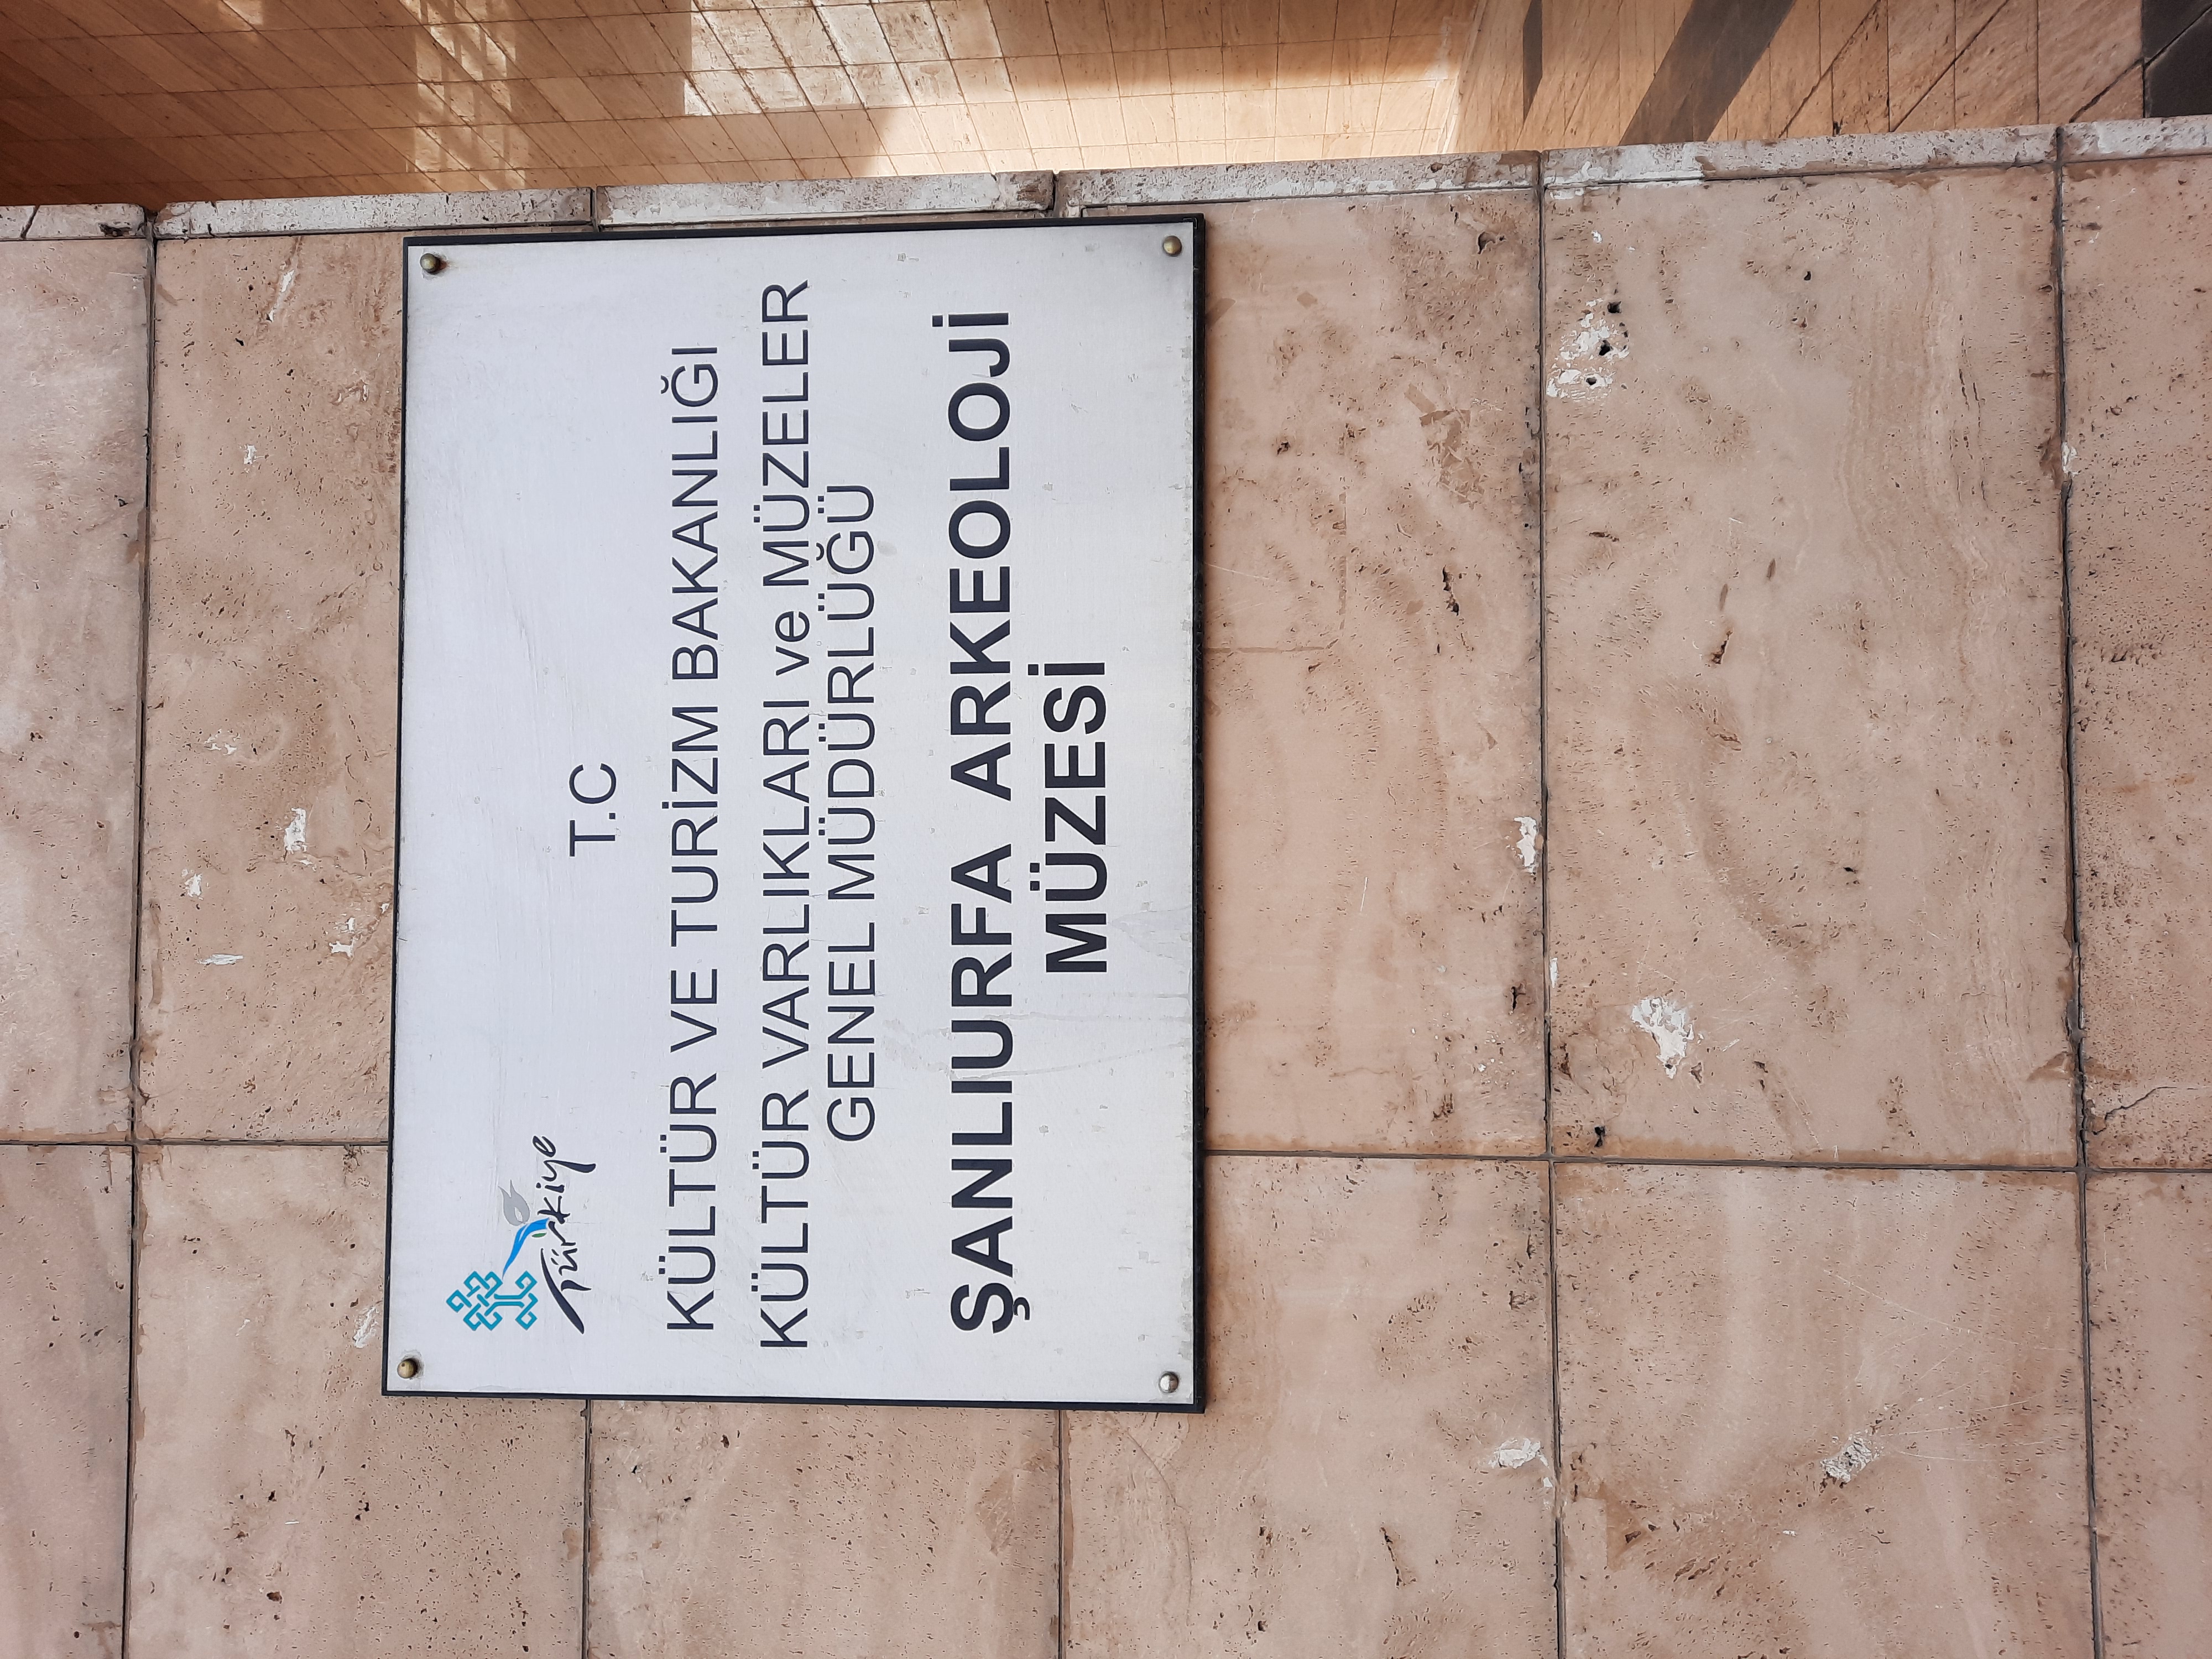 Türkiye
T.C
KÜLTÜR VE TURİZM BAKANLIĞI
KÜLTÜR VARLIKLARI ve MÜZELER
GENEL MÜDÜRLÜĞÜ
ŞANLIURFA ARKEOLOJİ
MÜZESİ